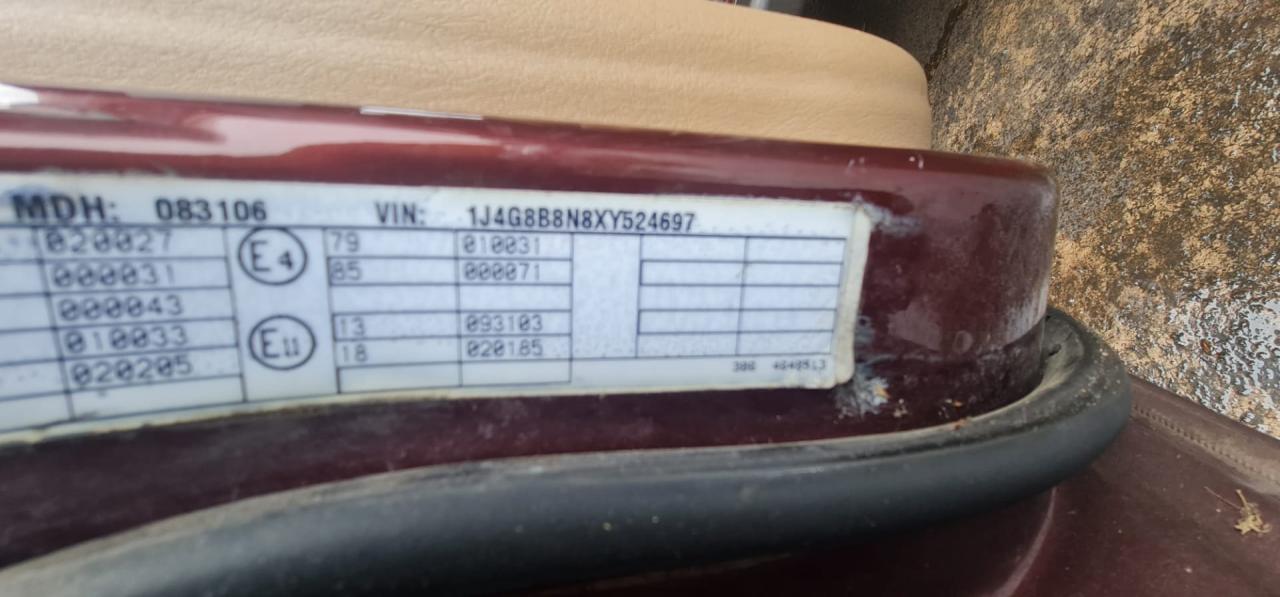 MDH: 083106 VIN: 1J4G8B8N8XY524697
020027 E4 79 010031
000031 85 000071
000043
010033 E11 13 093103
020205 18 020185